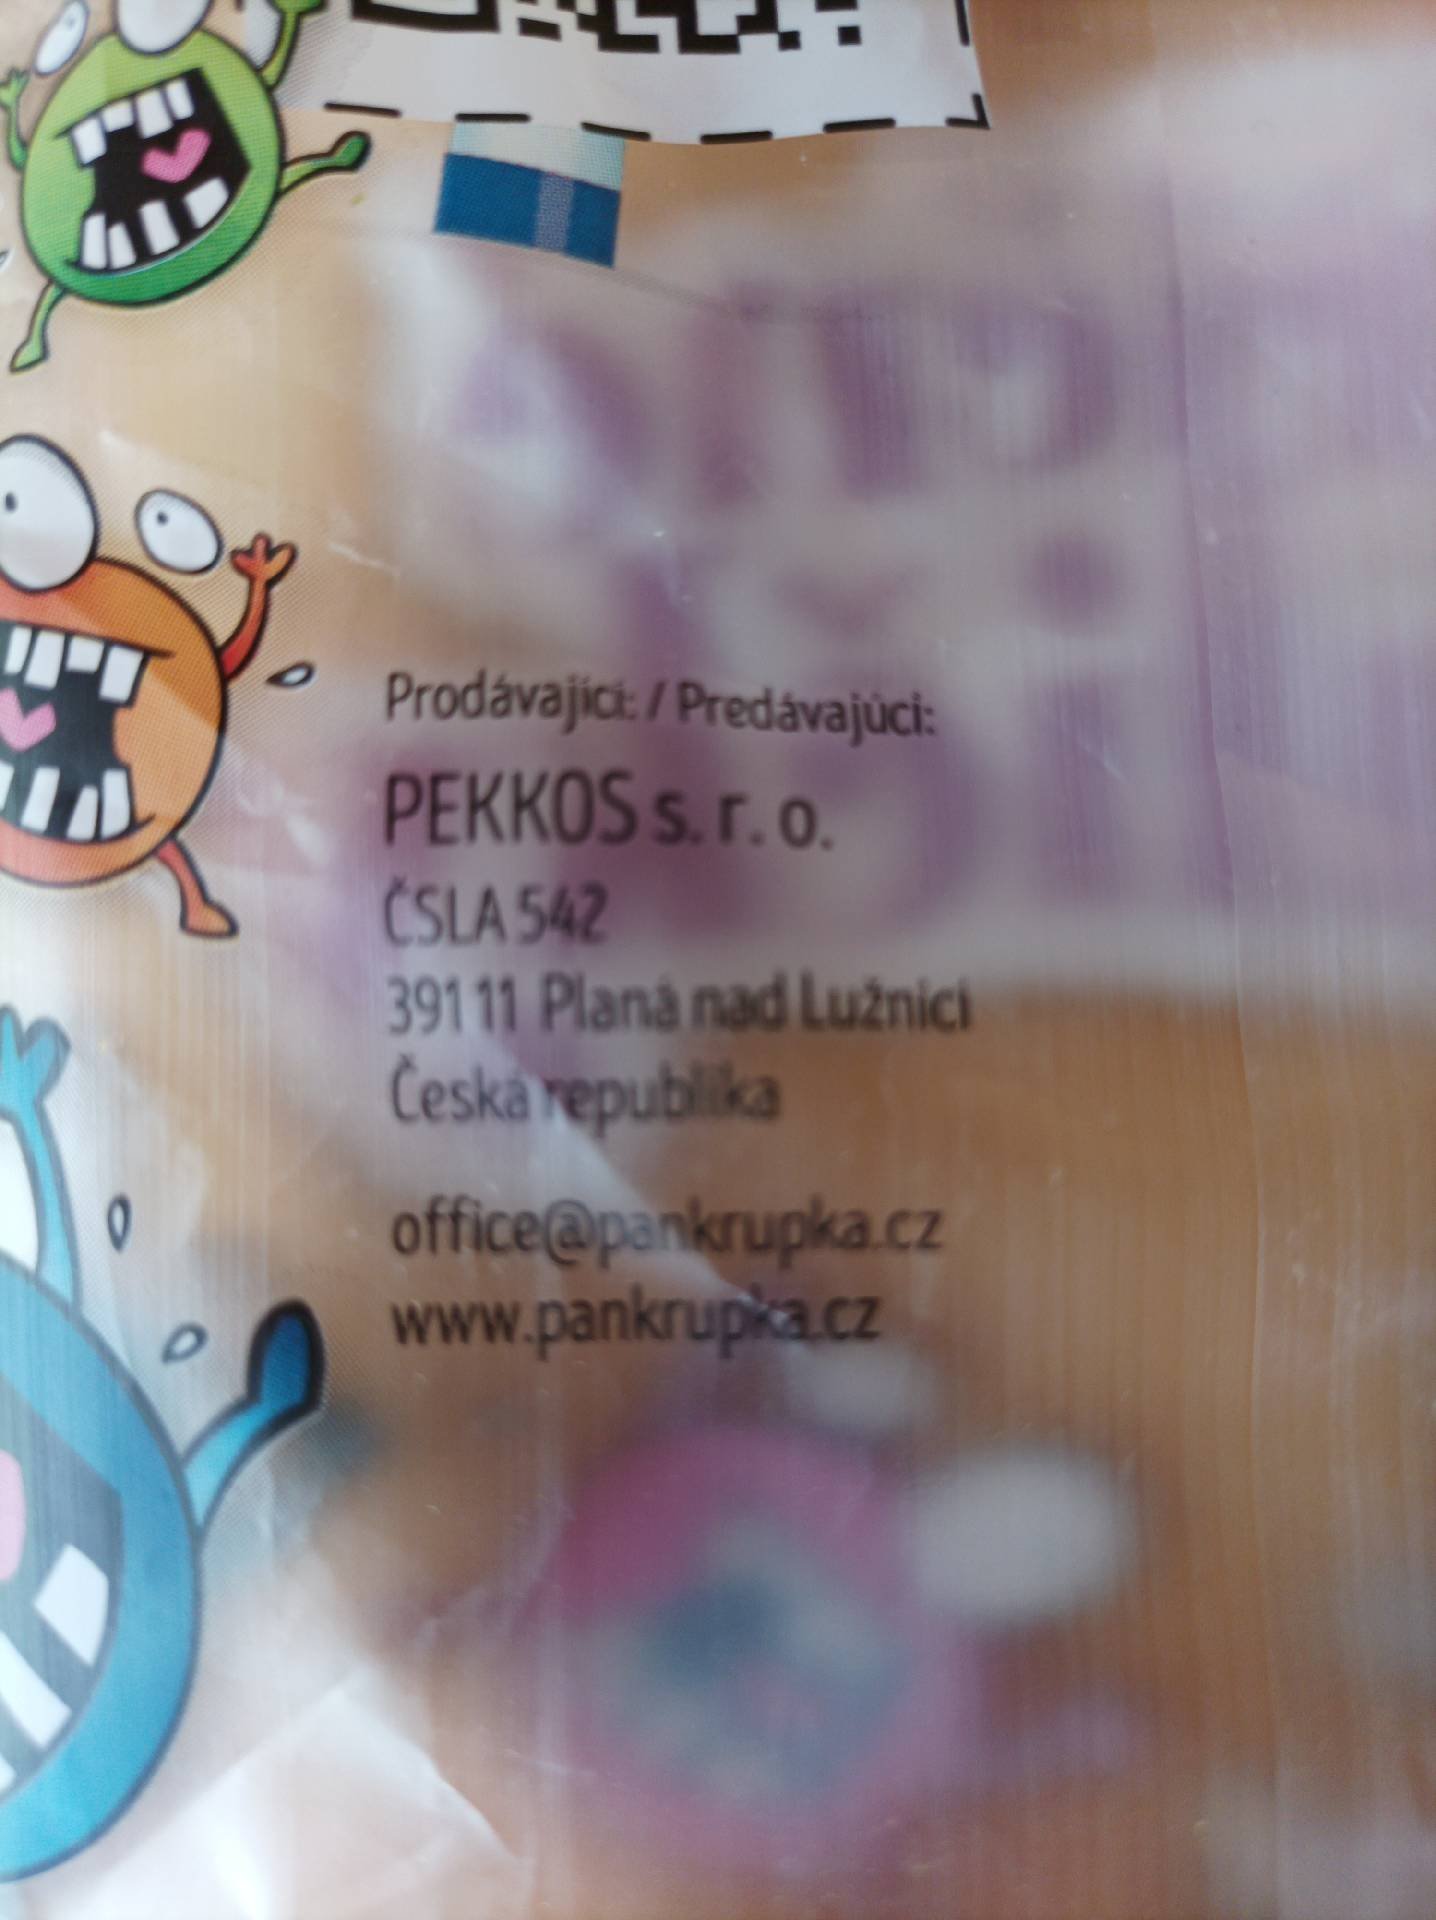 Prodávající: / Predávajúci:
PEKKOS s. r. o.
ČSLA 542
391 11 Planá nad Lužnicí
Česká republika
office@pankrupka.cz
www.pankrupka.cz